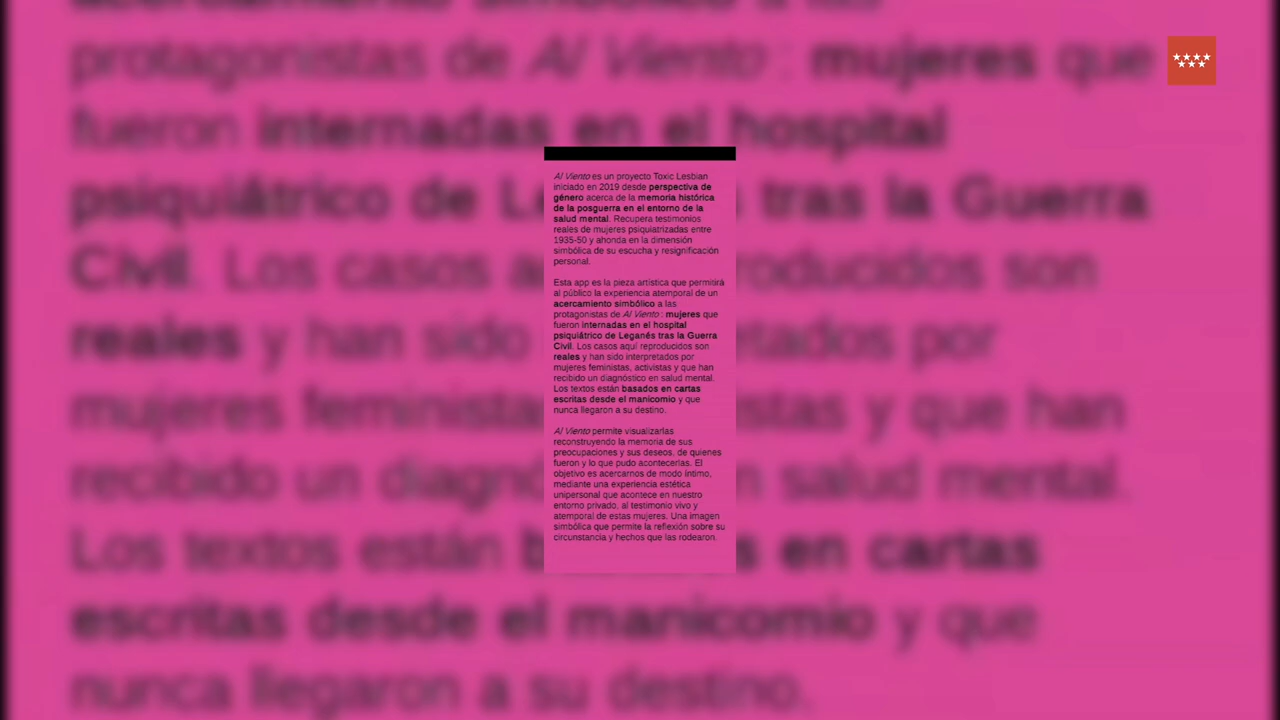 Al Viento es un proyecto Toxic Lesbian
iniciado en 2019 desde perspectiva de
género acerca de la memoria histórica
de la posguerra en el entorno de la
salud mental. Recupera testimonios
reales de mujeres psiquiatrizadas entre
1935-50 y ahonda en la dimensión
simbólica de su escucha y resignificación
personal.
Esta app es la pieza artística que permitirá
al público la experiencia atemporal de un
acercamiento simbólico a las
protagonistas de Al Viento: mujeres que
fueron internadas en el hospital
psiquiátrico de Leganés tras la Guerra
Civil. Los casos aquí reproducidos son
reales y han sido interpretados por
mujeres feministas, activistas y que han
recibido un diagnóstico en salud mental.
Los textos están basados en cartas
escritas desde el manicomio y que
nunca llegaron a su destino.
Al Viento permite visualizarlas
reconstruyendo la memoria de sus
preocupaciones y sus deseos, de quienes
fueron y lo que pudo acontecerlas. El
objetivo es acercarnos de modo íntimo,
mediante una experiencia estética
unipersonal que acontece en nuestro
entorno privado, al testimonio vivo y
atemporal de estas mujeres. Una imagen
simbólica que permite la reflexión sobre su
circunstancia y hechos que las rodearon.